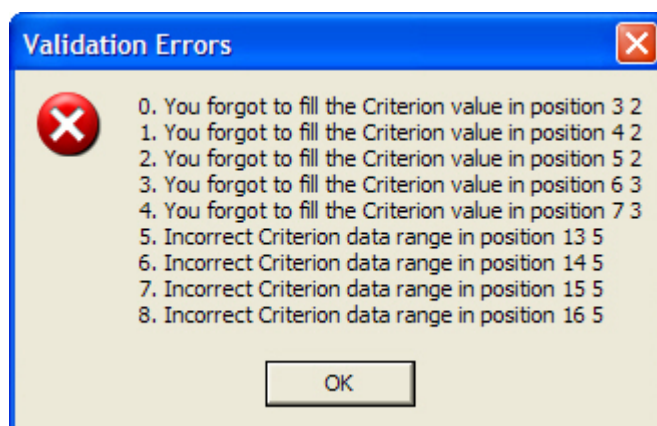 Validation Errors
0. You forgot to fill the Criterion value in position 3 2
1. You forgot to fill the Criterion value in position 4 2
2. You forgot to fill the Criterion value in position 5 2
3. You forgot to fill the Criterion value in position 6 3
4. You forgot to fill the Criterion value in position 7 3
5. Incorrect Criterion data range in position 13 5
6. Incorrect Criterion data range in position 14 5
7. Incorrect Criterion data range in position 15 5
8. Incorrect Criterion data range in position 16 5
OK